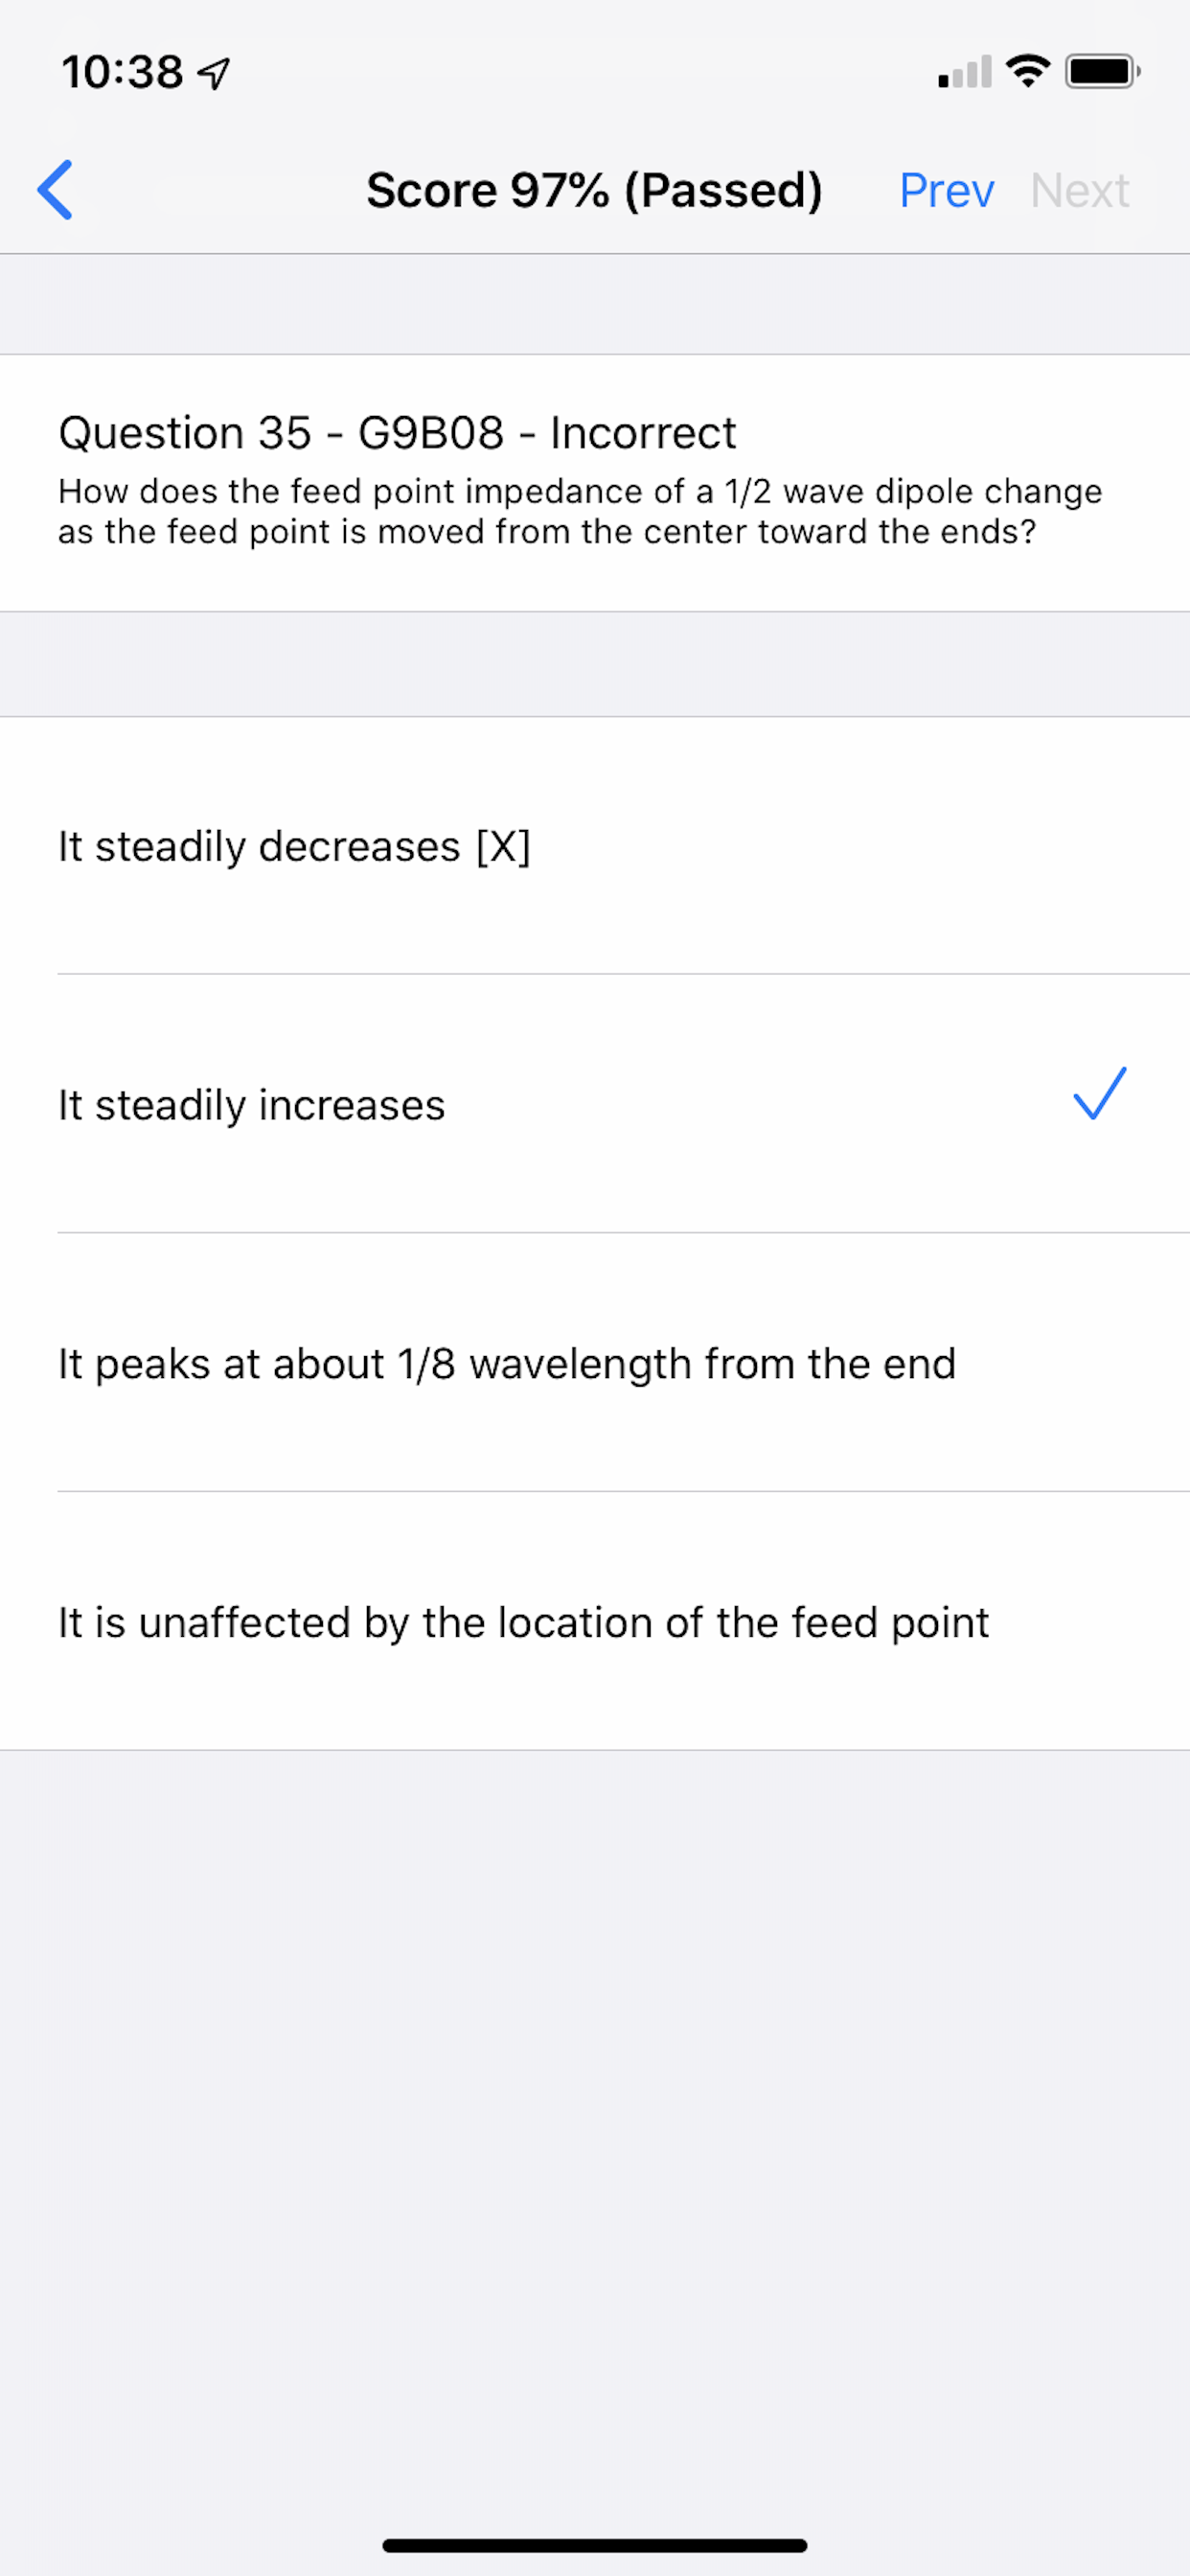 10:38
Score 97% (Passed) Prev Next
Question 35 - G9B08 - Incorrect
How does the feed point impedance of a 1/2 wave dipole change
as the feed point is moved from the center toward the ends?
It steadily decreases [X]
It steadily increases
It peaks at about 1/8 wavelength from the end
It is unaffected by the location of the feed point